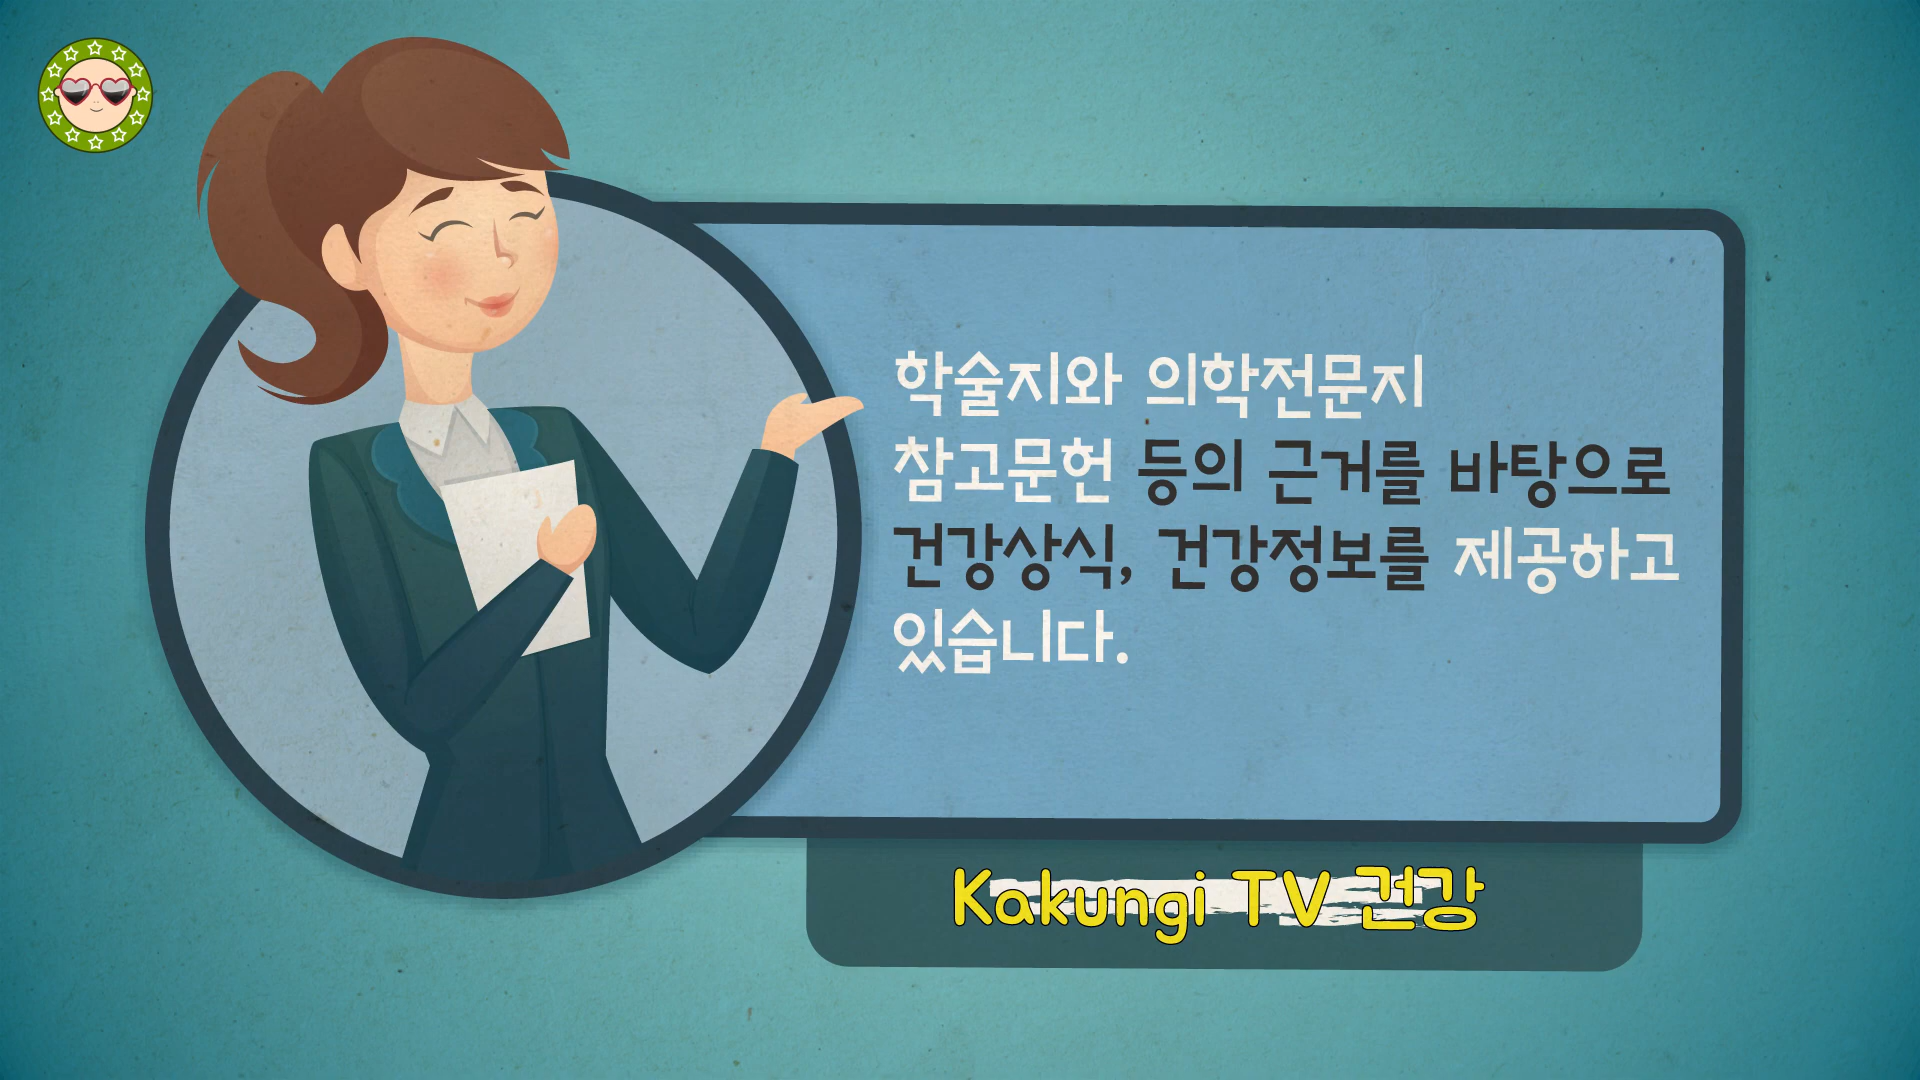 학술지와 의학전문지
참고문헌 등의 근거를 바탕으로
건강상식, 건강정보를 제공하고
있습니다.
Kakungi TV 건강